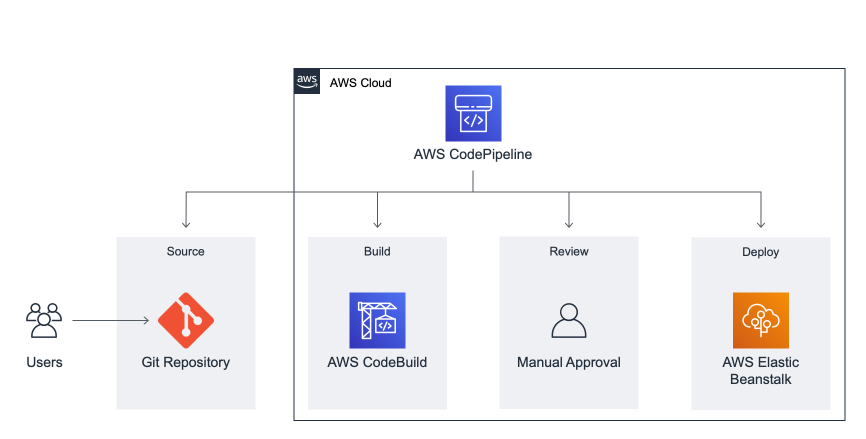 aws
AWS Cloud
</>
AWS CodePipeline
Source
Build
Review
Deploy
</>
</>
Users
Git Repository
AWS CodeBuild
Manual Approval
AWS Elastic
Beanstalk